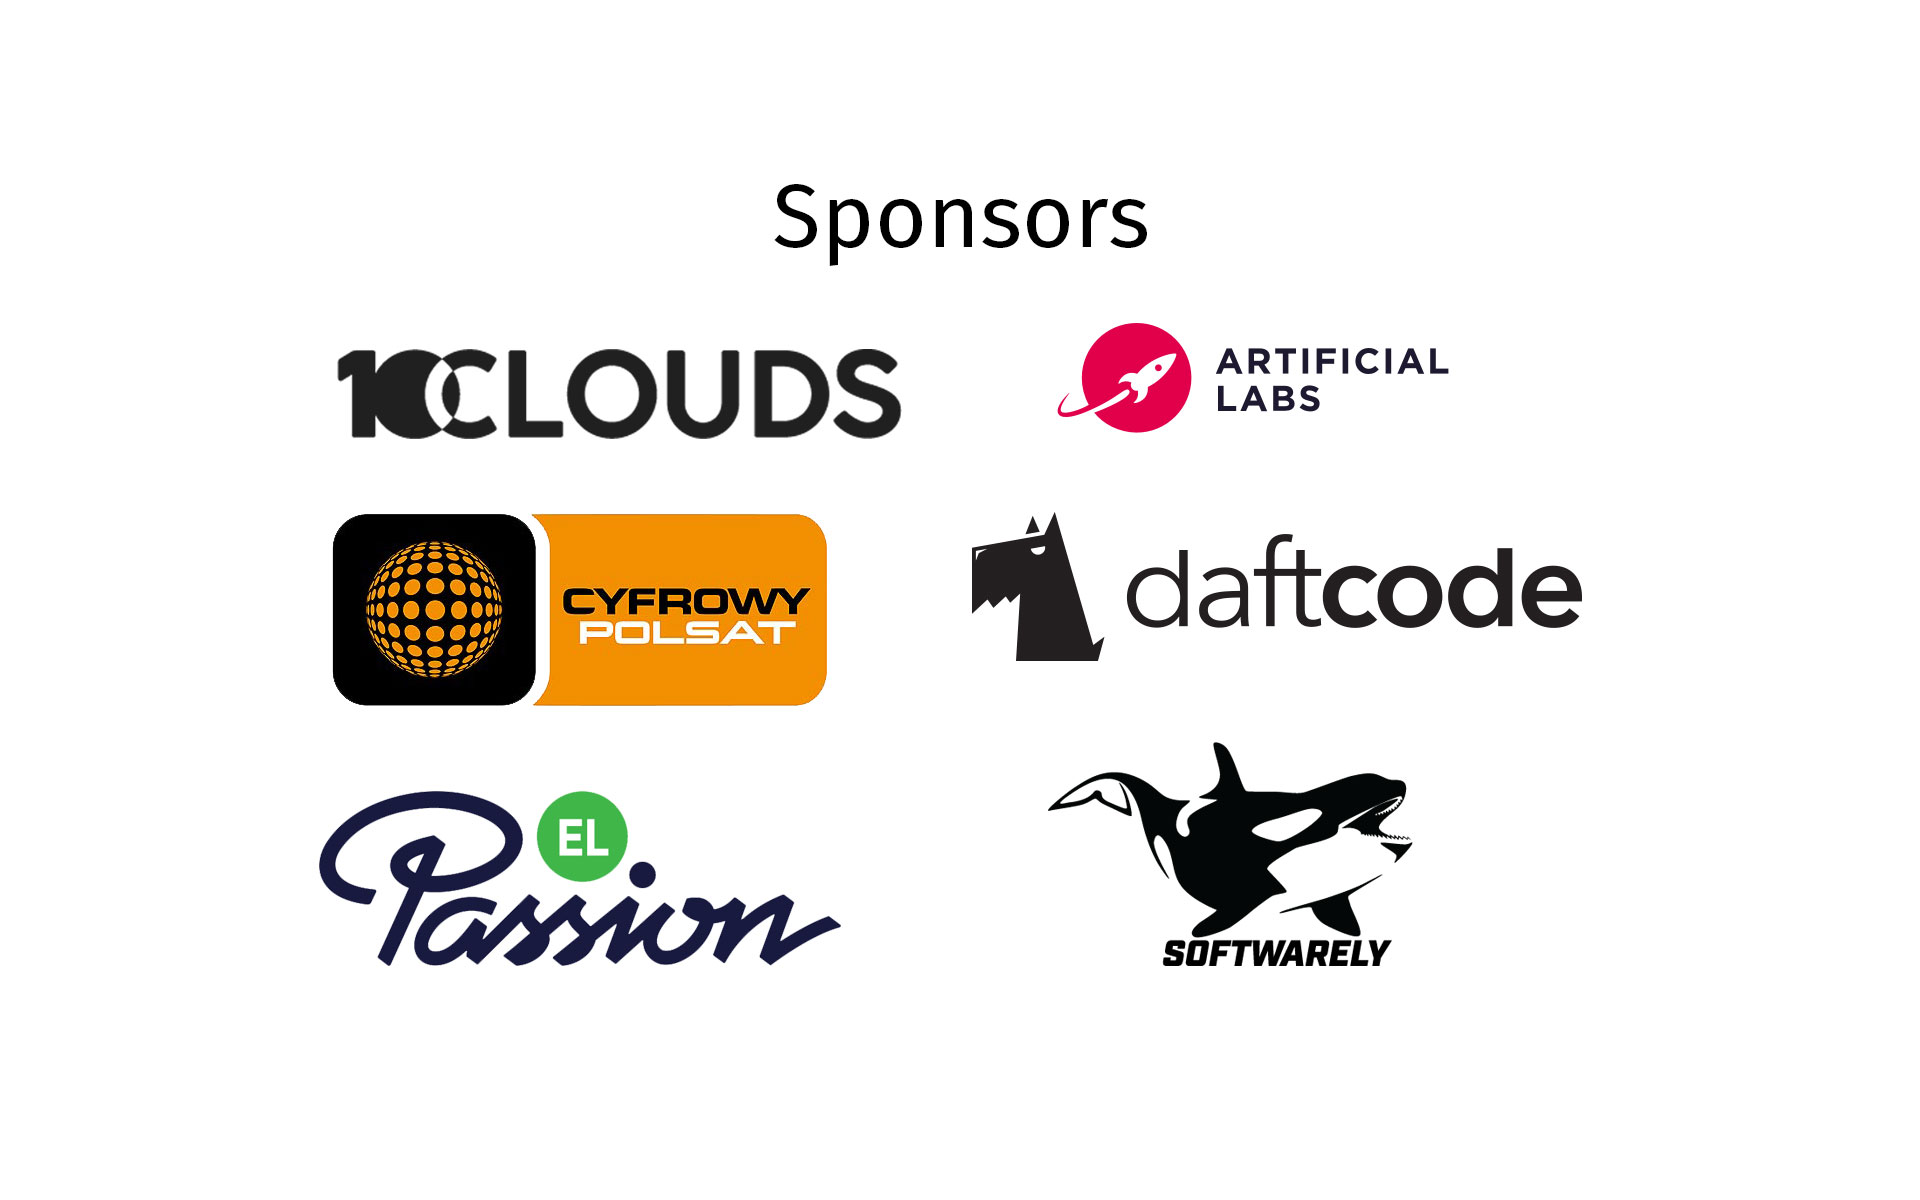 Sponsors
10CLOUDS
ARTIFICIAL
LABS
CYFROWY
POLSAT
daftcode
EL
Passion
SOFTWARELY